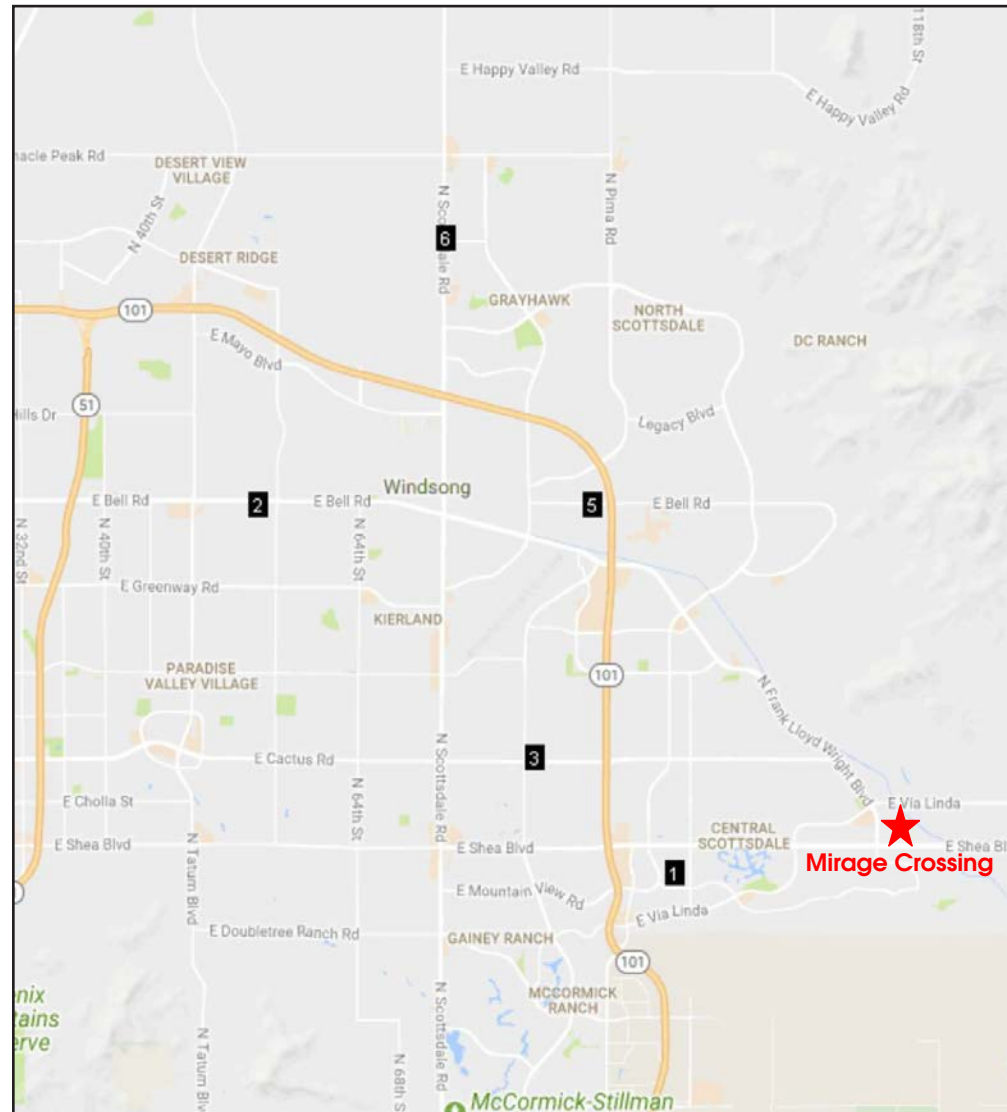 118th St
E Happy Valley Rd
E Happy Valley Rd
nacle Peak Rd
DESERT VIEW
VILLAGE
N 40th St
N Scottsdale Rd
N Pima Rd
6
DESERT RIDGE
GRAYHAWK
101
NORTH
SCOTTSDALE
E Mayo Blvd
DC RANCH
51
Hills Dr
Legacy Blvd
Windsong
E Bell Rd
2
E Bell Rd
5
E Bell Rd
N 32nd St
N 40th St
N 64th St
E Greenway Rd
KIERLAND
PARADISE
VALLEY VILLAGE
101
N Frank Lloyd Wright Blvd
E Cactus Rd
3
N Scottsdale Rd
N 64th St
E Cholla St
E Via Linda
CENTRAL
SCOTTSDALE
E Shea Blvd
E Shea Blvd
E Shea Bl
Mirage Crossing
N Tatum Blvd
1
E Mountain View Rd
E Via Linda
E Doubletree Ranch Rd
GAINEY RANCH
101
MCCORMICK
RANCH
enix
tains
erve
N Scottsdale Rd
N Tatum Blv
N 68th St
McCormick-Stillman